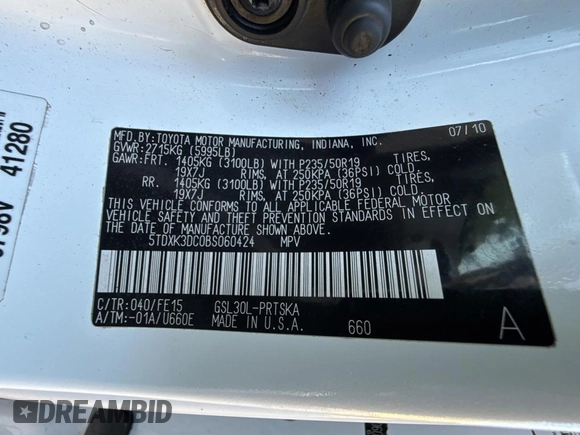 MFD. BY: TOYOTA MOTOR MANUFACTURING, INDIANA, INC. 07/10
GVWR: 2715KG (5995LB)
GAWR: FRT. 1405KG (3100LB) WITH P235/50R19 TIRES,
19X7J RIMS, AT 250KPA (36PSI) COLD.
RR. 1405KG (3100LB) WITH P235/50R19 TIRES,
19X7J RIMS, AT 250KPA (36PSI) COLD.
THIS VEHICLE CONFORMS TO ALL APPLICABLE FEDERAL MOTOR
VEHICLE SAFETY AND THEFT PREVENTION STANDARDS IN EFFECT ON
THE DATE OF MANUFACTURE SHOWN ABOVE.
5TDXK3DC0BS060424 MPV
C/TR: 040/FE15 GSL30L-PRTSKA
A/TM: -01A/U660E MADE IN U.S.A. 660 A
41280
DREAMBID